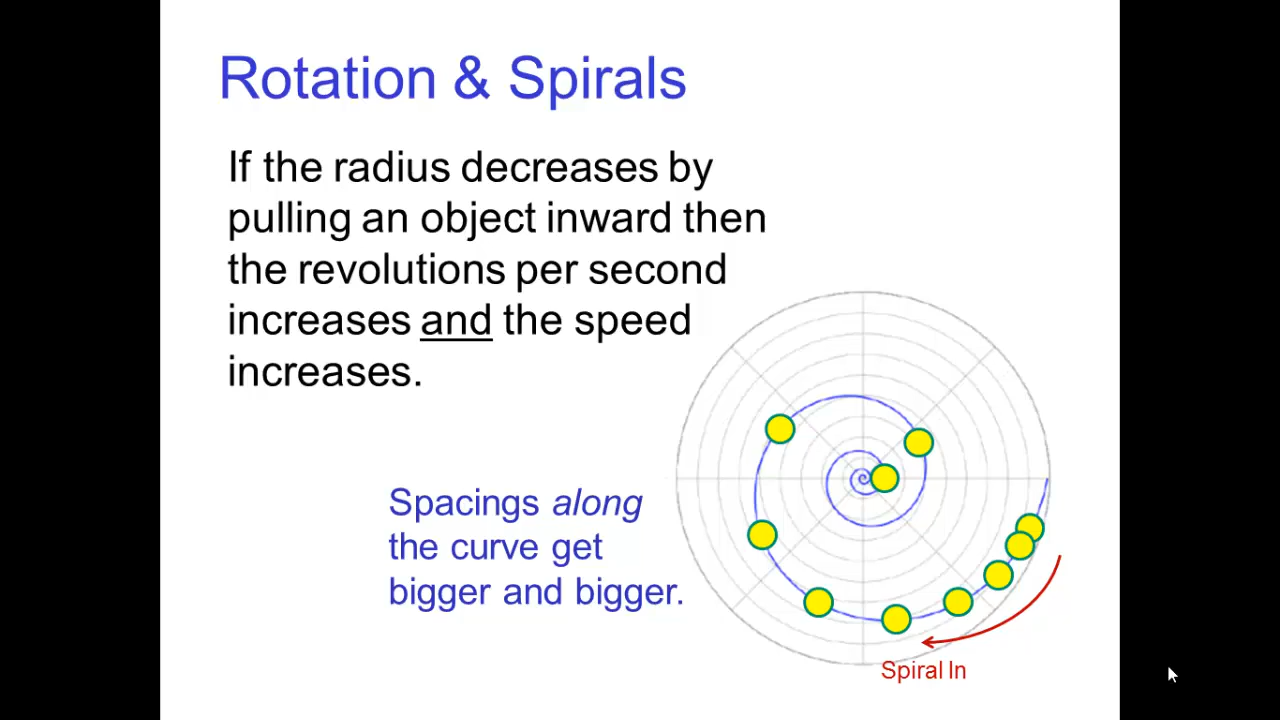 Rotation & Spirals
If the radius decreases by
pulling an object inward then
the revolutions per second
increases and the speed
increases.
Spacings along
the curve get
bigger and bigger.
Spiral In